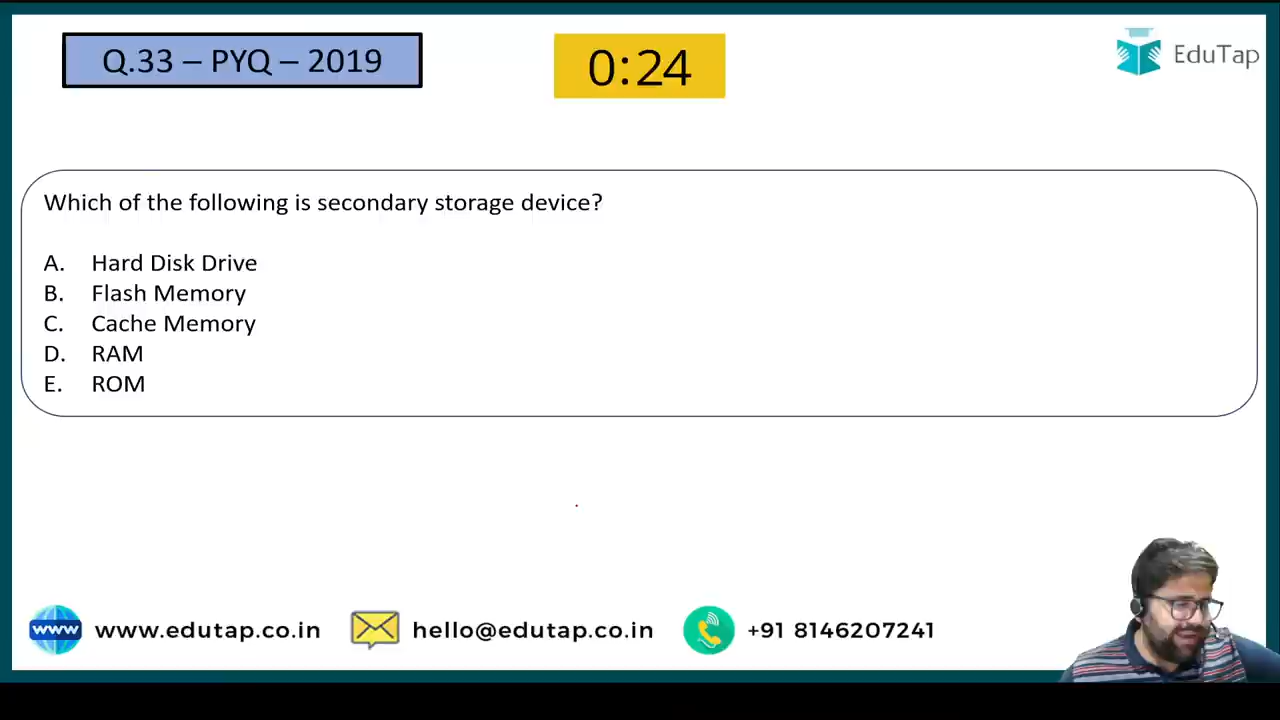 Q.33 – PYQ – 2019
0:24
EduTap
Which of the following is secondary storage device?
A. Hard Disk Drive
B. Flash Memory
C. Cache Memory
D. RAM
E. ROM
www www.edutap.co.in hello@edutap.co.in +91 8146207241